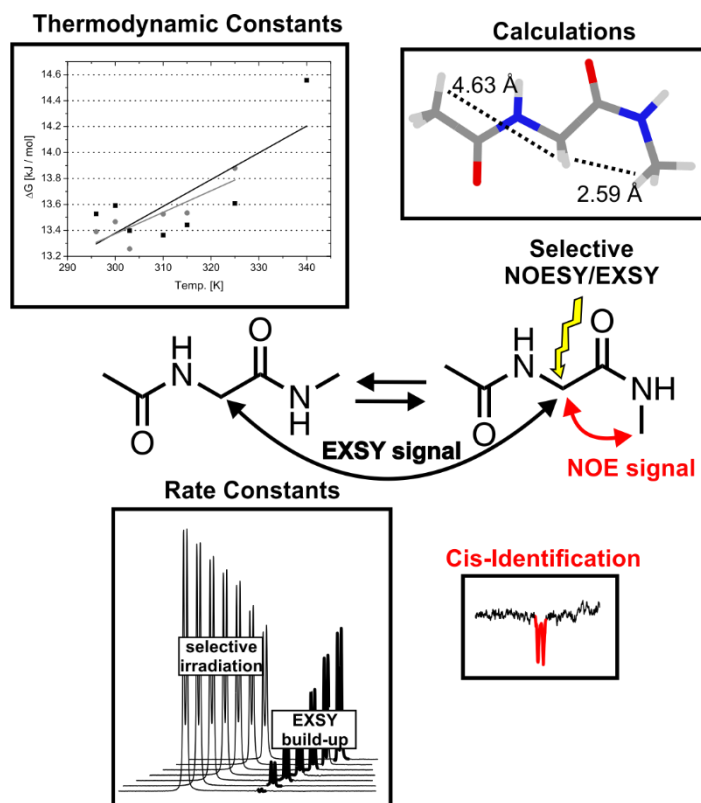 Thermodynamic Constants
14.6
14.4
14.2
14.0
13.8
13.6
13.4
13.2
ΔG [kJ / mol]
290 300 310 320 330 340
Temp. [K]
Calculations
4.63 Å
2.59 Å
Selective
NOESY/EXSY
O
H
N
O
N
H
O
H
N
O
NH
EXSY signal
NOE signal
Rate Constants
selective
irradiation
EXSY
build-up
Cis-Identification